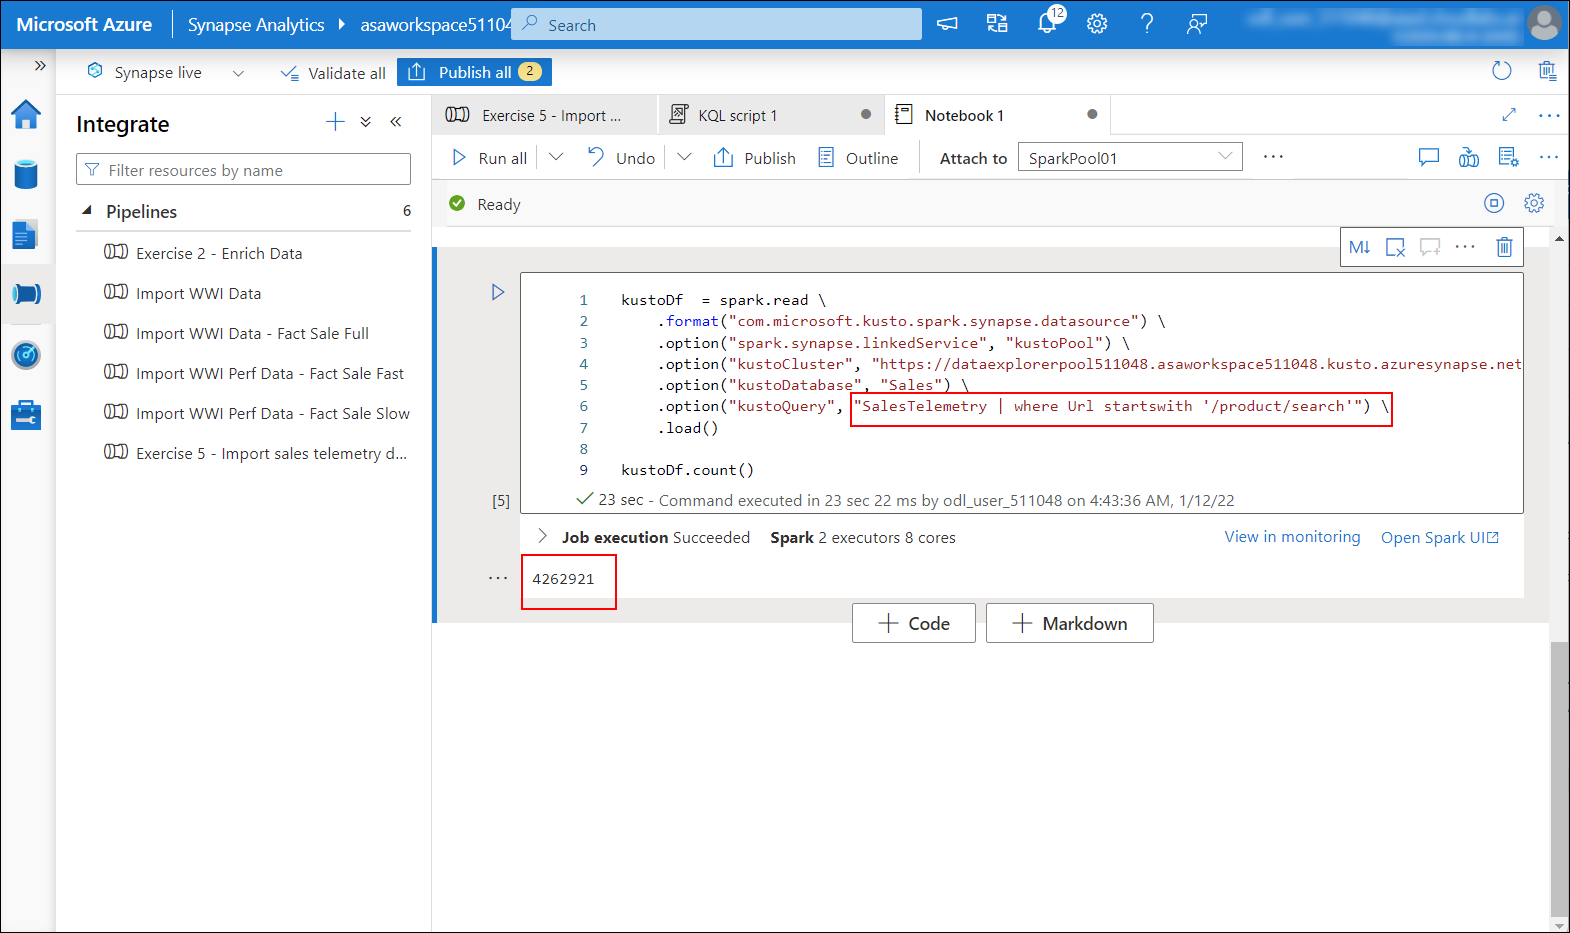 Microsoft Azure
Synapse Analytics
asaworkspace51104
Search
12
Synapse live
Validate all
Publish all 2
Integrate
Filter resources by name
Pipelines 6
Exercise 2 - Enrich Data
Import WWI Data
Import WWI Data - Fact Sale Full
Import WWI Perf Data - Fact Sale Fast
Import WWI Perf Data - Fact Sale Slow
Exercise 5 - Import sales telemetry d...
Exercise 5 - Import ...
KQL script 1
Notebook 1
Run all
Undo
Publish
Outline
Attach to
SparkPool01
Ready
M↓
1 kustoDf  = spark.read \
2 .format("com.microsoft.kusto.spark.synapse.datasource") \
3 .option("spark.synapse.linkedService", "kustoPool") \
4 .option("kustoCluster", "https://dataexplorerpool511048.asaworkspace511048.kusto.azuresynapse.net
5 .option("kustoDatabase", "Sales") \
6 .option("kustoQuery", "SalesTelemetry | where Url startswith '/product/search'") \
7 .load()
8
9 kustoDf.count()
[5]
23 sec - Command executed in 23 sec 22 ms by odl_user_511048 on 4:43:36 AM, 1/12/22
Job execution Succeeded Spark 2 executors 8 cores
View in monitoring
Open Spark UI
4262921
Code
Markdown